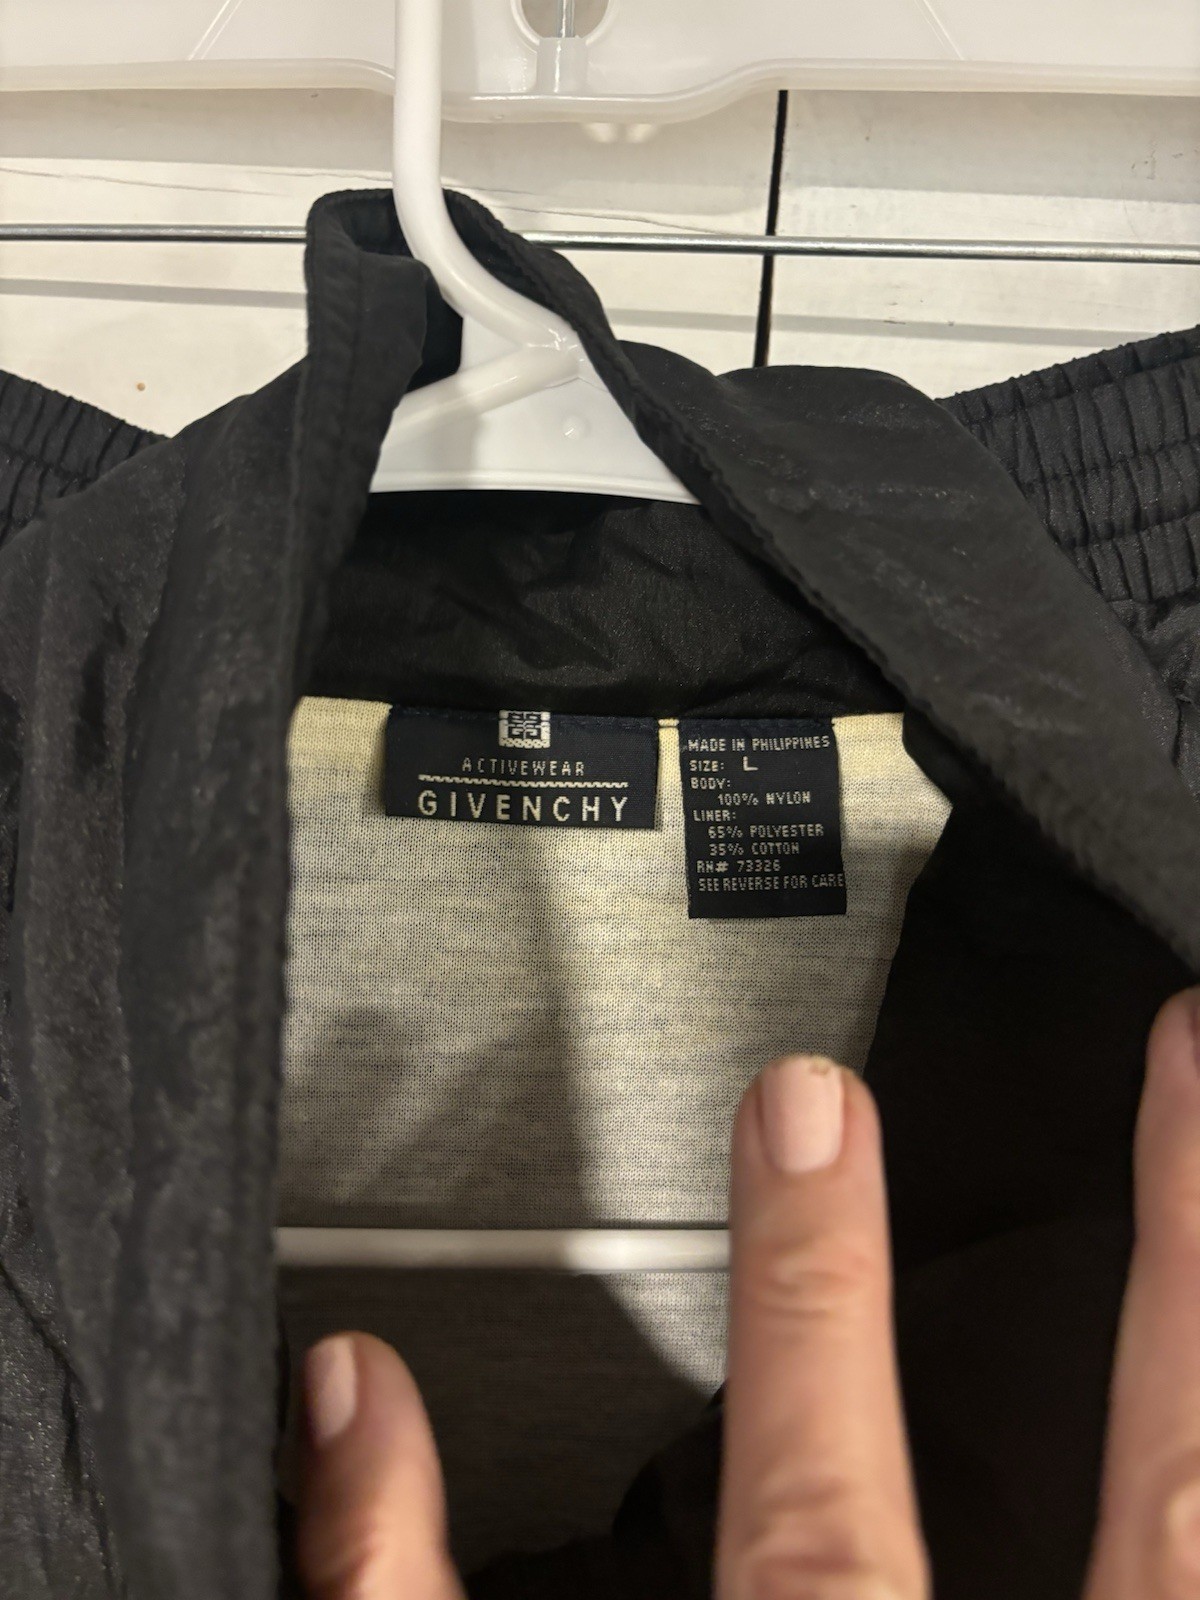 ACTIVEWEAR
GIVENCHY
MADE IN PHILIPPINES
SIZE: L
BODY:
100% NYLON
LINER:
65% POLYESTER
35% COTTON
RN# 73326
SEE REVERSE FOR CARE